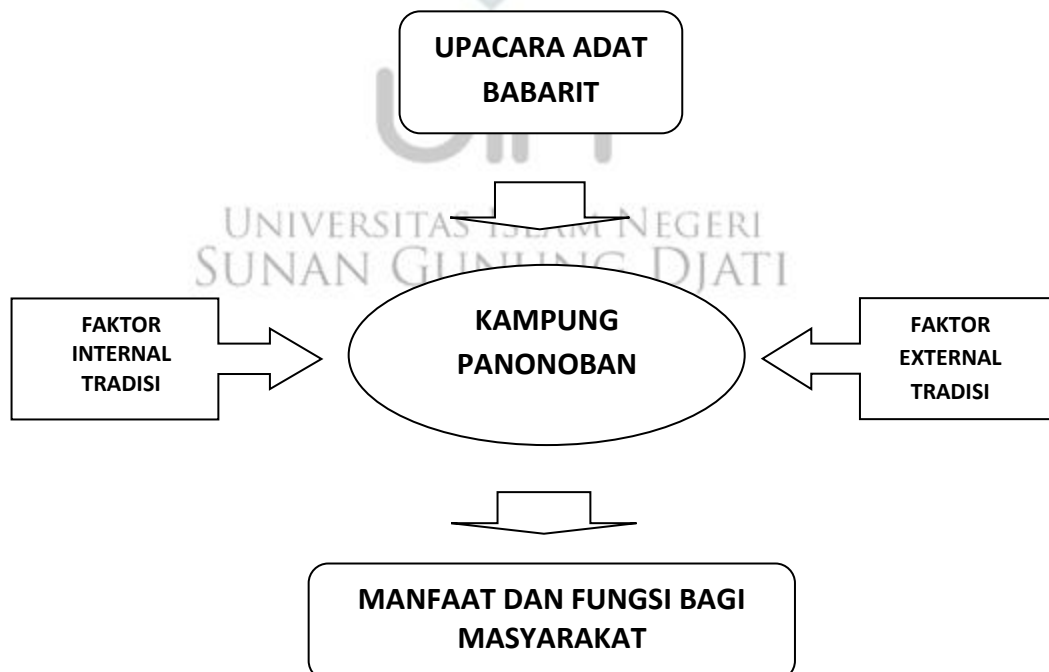 UPACARA ADAT
BABARIT
UIN
UNIVERSITAS ISLAM NEGERI
SUNAN GUNUNG DJATI
FAKTOR
INTERNAL
TRADISI
KAMPUNG
PANONOBAN
FAKTOR
EXTERNAL
TRADISI
MANFAAT DAN FUNGSI BAGI
MASYARAKAT